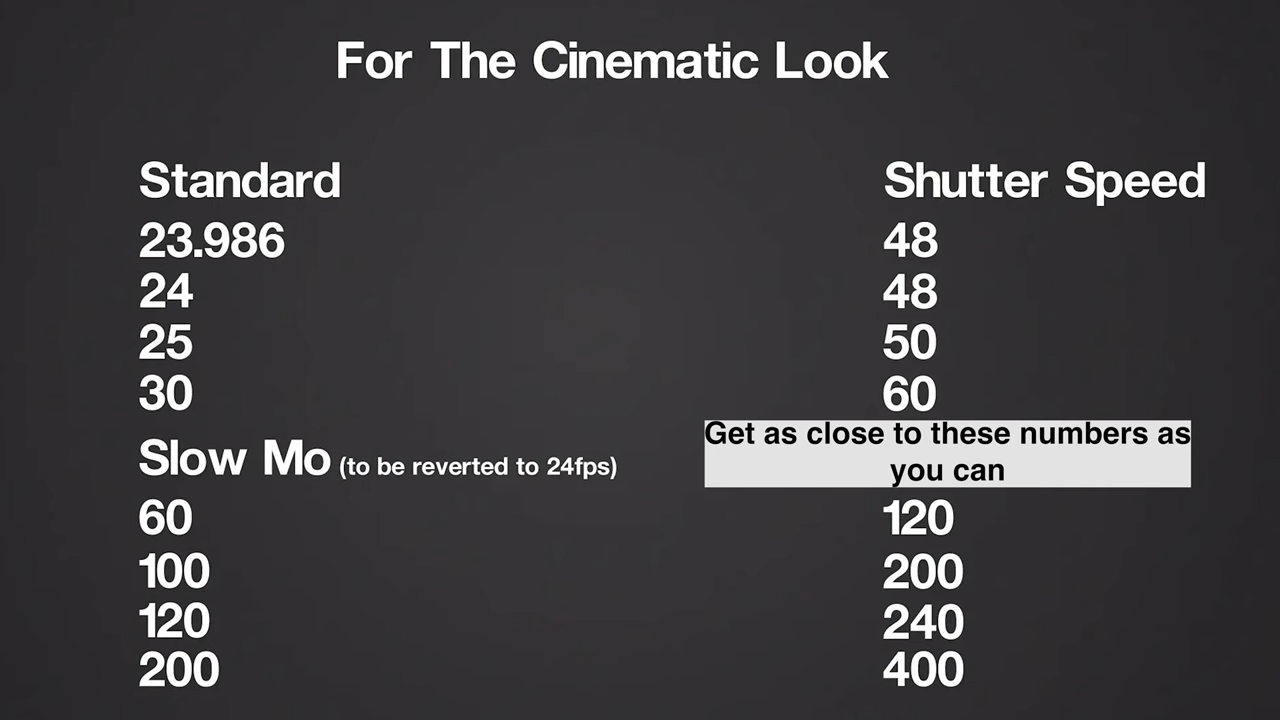 For The Cinematic Look
Standard
Shutter Speed
23.986
48
24
48
25
50
30
60
Get as close to these numbers as
you can
Slow Mo (to be reverted to 24fps)
60
120
100
200
120
240
200
400